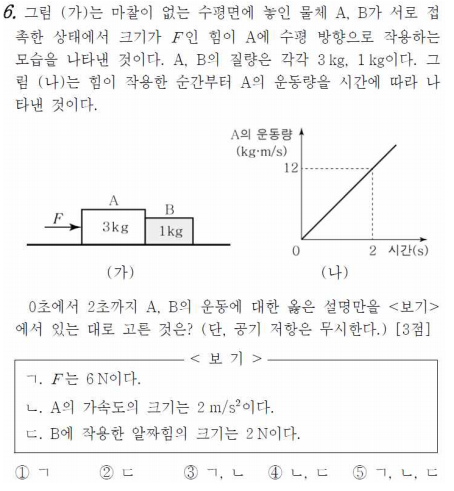 6. 그림 (가)는 마찰이 없는 수평면에 놓인 물체 A, B가 서로 접
촉한 상태에서 크기가 F인 힘이 A에 수평 방향으로 작용하는
모습을 나타낸 것이다. A, B의 질량은 각각 3 kg, 1 kg이다. 그
림 (나)는 힘이 작용한 순간부터 A의 운동량을 시간에 따라 나
타낸 것이다.
A의 운동량
(kg·m/s)
12
0
2 시간(s)
F
A
3kg
B
1kg
(가)
(나)
0초에서 2초까지 A, B의 운동에 대한 옳은 설명만을 <보기>
에서 있는 대로 고른 것은? (단, 공기 저항은 무시한다.) [3점]
< 보 기 >
ㄱ. F는 6 N이다.
ㄴ. A의 가속도의 크기는 2 m/s²이다.
ㄷ. B에 작용한 알짜힘의 크기는 2 N이다.
① ㄱ ② ㄷ ③ ㄱ, ㄴ ④ ㄴ, ㄷ ⑤ ㄱ, ㄴ, ㄷ